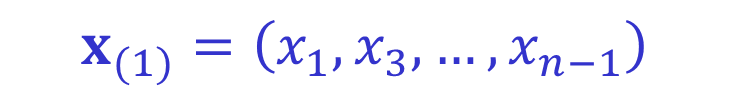 𝐱₍₁₎ = (𝑥₁, 𝑥₃, … , 𝑥ₙ₋₁)